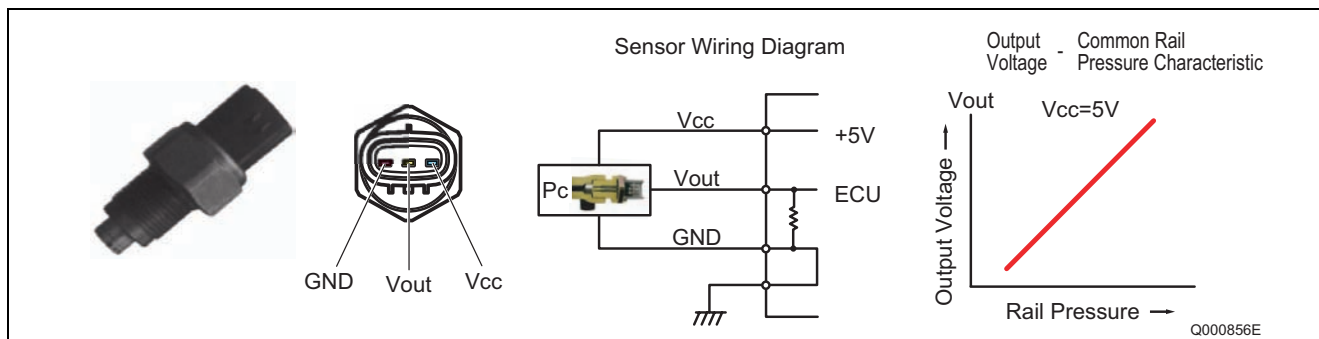 GND
Vout
Vcc
Sensor Wiring Diagram
Vcc
+5V
Pc
Vout
ECU
GND
Output Voltage - Common Rail Pressure Characteristic
Vout
Vcc=5V
Output Voltage →
Rail Pressure →
Q000856E